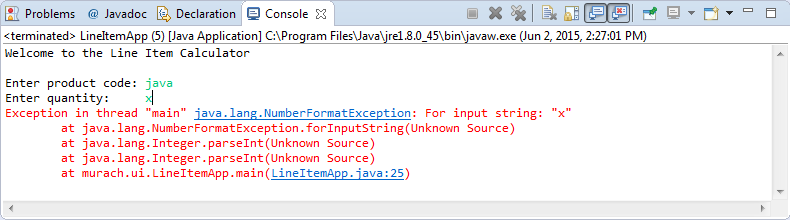 Problems @ Javadoc Declaration Console
<terminated> LineItemApp (5) [Java Application] C:\Program Files\Java\jre1.8.0_45\bin\javaw.exe (Jun 2, 2015, 2:27:01 PM)
Welcome to the Line Item Calculator
Enter product code: java
Enter quantity:     x
Exception in thread "main" java.lang.NumberFormatException: For input string: "x"
        at java.lang.NumberFormatException.forInputString(Unknown Source)
        at java.lang.Integer.parseInt(Unknown Source)
        at java.lang.Integer.parseInt(Unknown Source)
        at murach.ui.LineItemApp.main(LineItemApp.java:25)